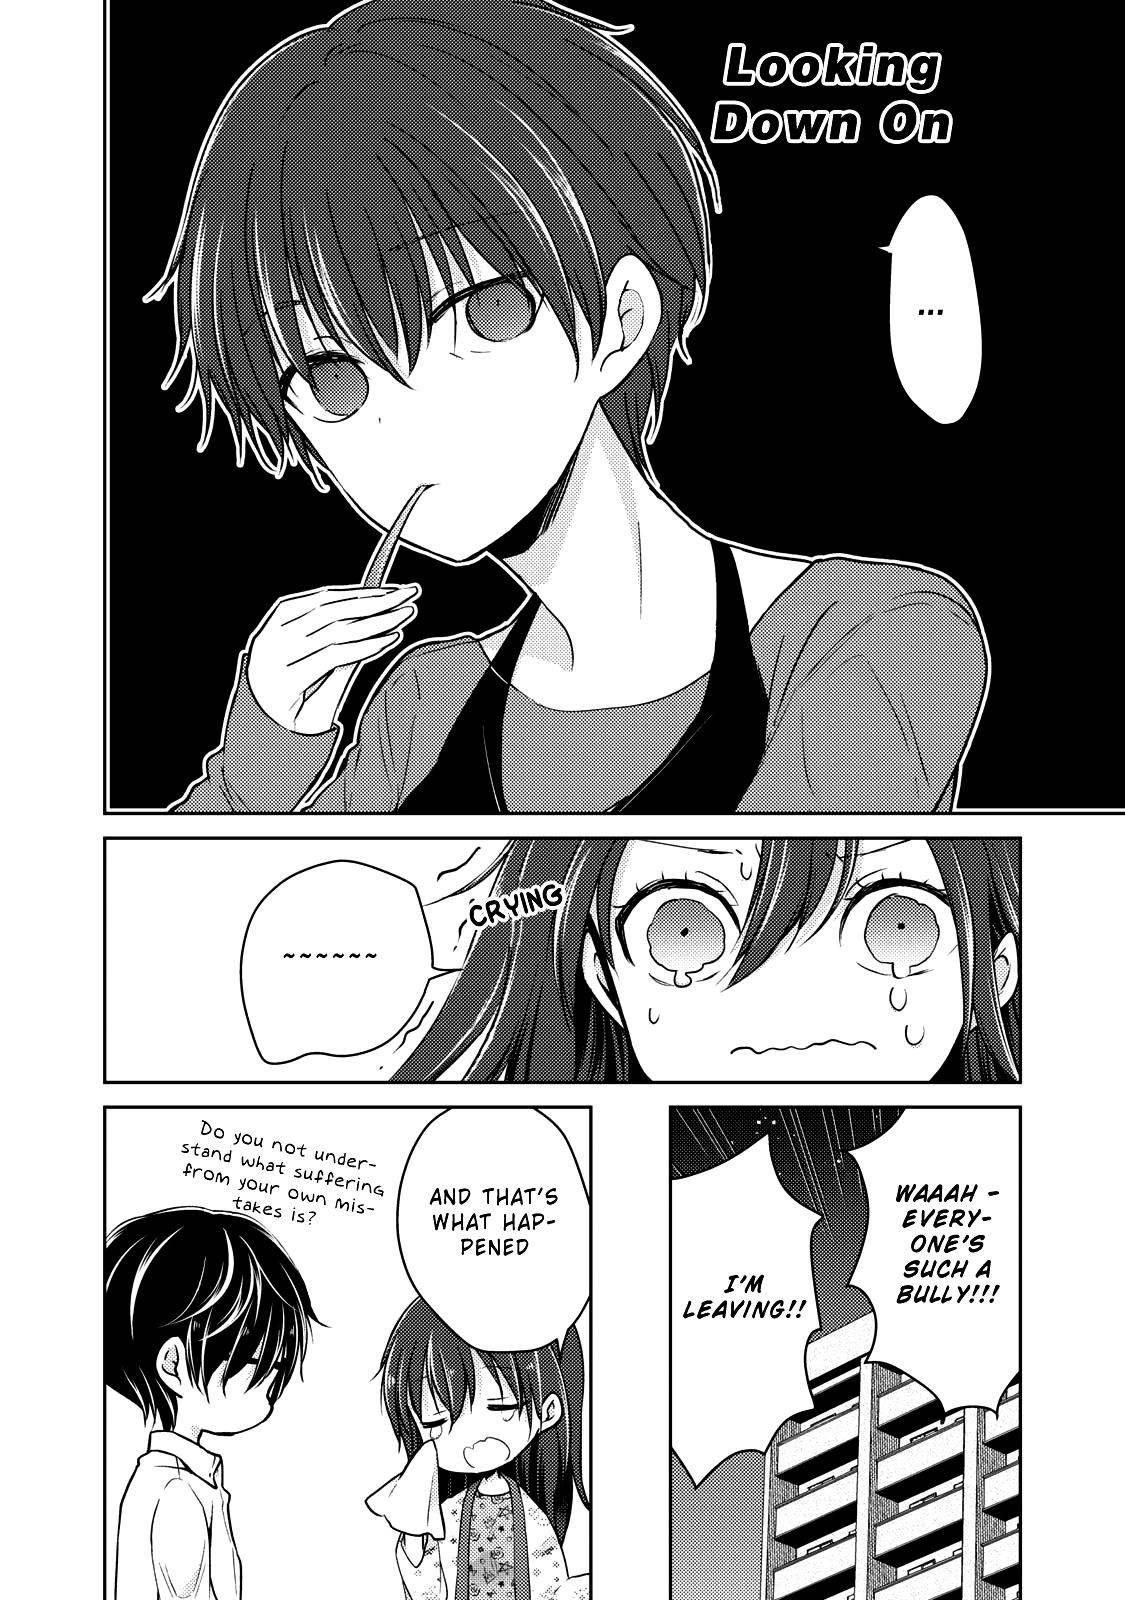 Looking
Down On
...
CRYING
~~~~~~
WAAAH -
EVERY-
ONE'S
SUCH A
BULLY!!!
I'M
LEAVING!!
AND THAT'S
WHAT HAP-
PENED
Do you not under-
stand what suffering
from your own mis-
takes is?